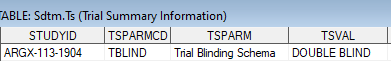 TABLE: Sdtm.Ts (Trial Summary Information)
STUDYID TSPARMCD TSPARM TSVAL
ARGX-113-1904 TBLIND Trial Blinding Schema DOUBLE BLIND